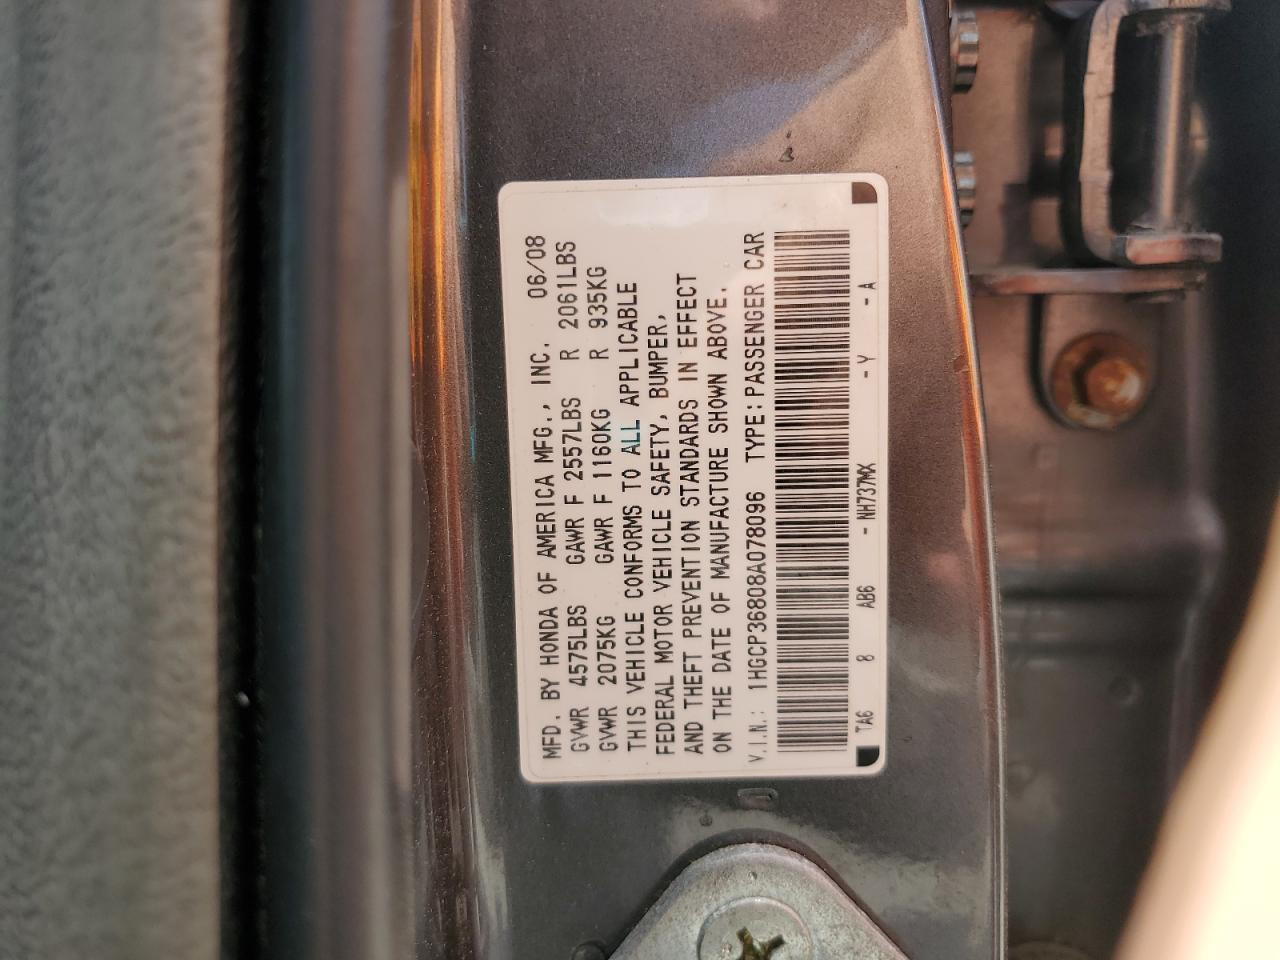 MFD. BY HONDA OF AMERICA MFG., INC. 06/08
GVWR 4575LBS GAWR F 2557LBS R 2061LBS
GVWR 2075KG GAWR F 1160KG R 935KG
THIS VEHICLE CONFORMS TO ALL APPLICABLE
FEDERAL MOTOR VEHICLE SAFETY, BUMPER,
AND THEFT PREVENTION STANDARDS IN EFFECT
ON THE DATE OF MANUFACTURE SHOWN ABOVE.
V.I.N.: 1HGCP36808A078096 TYPE:PASSENGER CAR
TA6 8 AB6 - NH737MX - Y - A